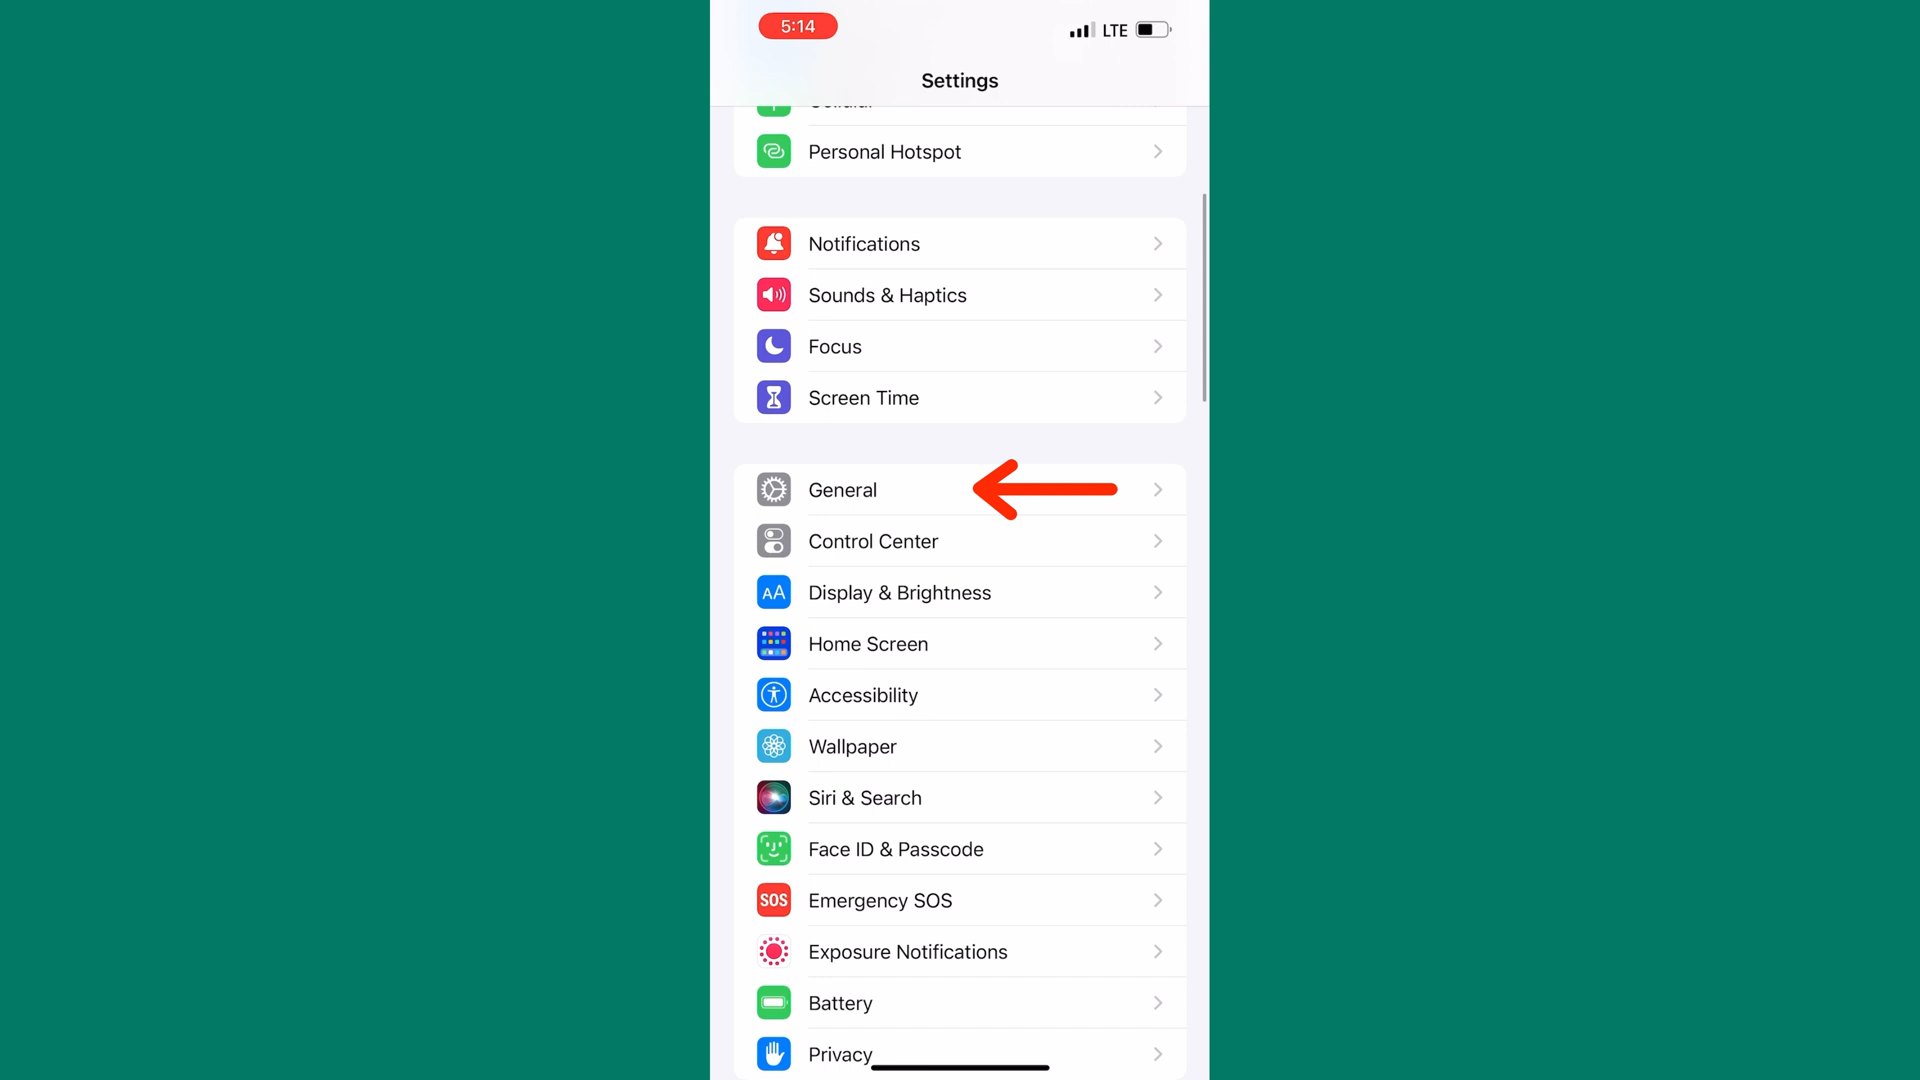 5:14
LTE
Settings
Personal Hotspot
Notifications
Sounds & Haptics
Focus
Screen Time
General
Control Center
AA
Display & Brightness
Home Screen
Accessibility
Wallpaper
Siri & Search
Face ID & Passcode
SOS
Emergency SOS
Exposure Notifications
Battery
Privacy